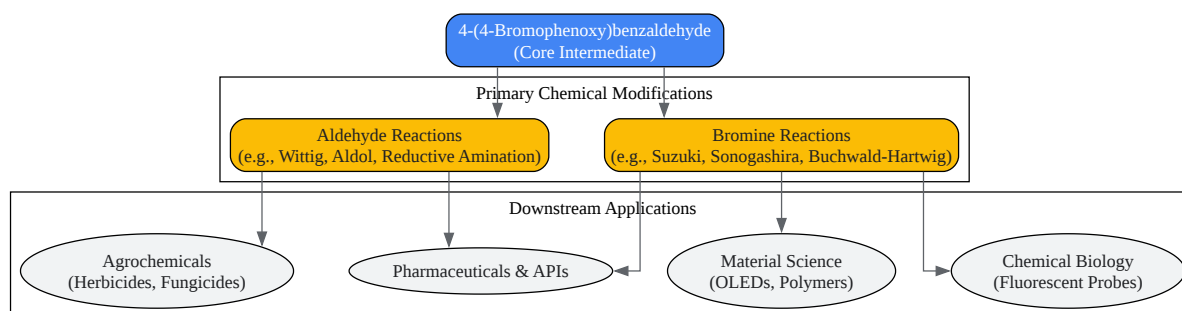 4-(4-Bromophenoxy)benzaldehyde
(Core Intermediate)
Primary Chemical Modifications
Aldehyde Reactions
(e.g., Wittig, Aldol, Reductive Amination)
Bromine Reactions
(e.g., Suzuki, Sonogashira, Buchwald-Hartwig)
Downstream Applications
Agrochemicals
(Herbicides, Fungicides)
Pharmaceuticals & APIs
Material Science
(OLEDs, Polymers)
Chemical Biology
(Fluorescent Probes)